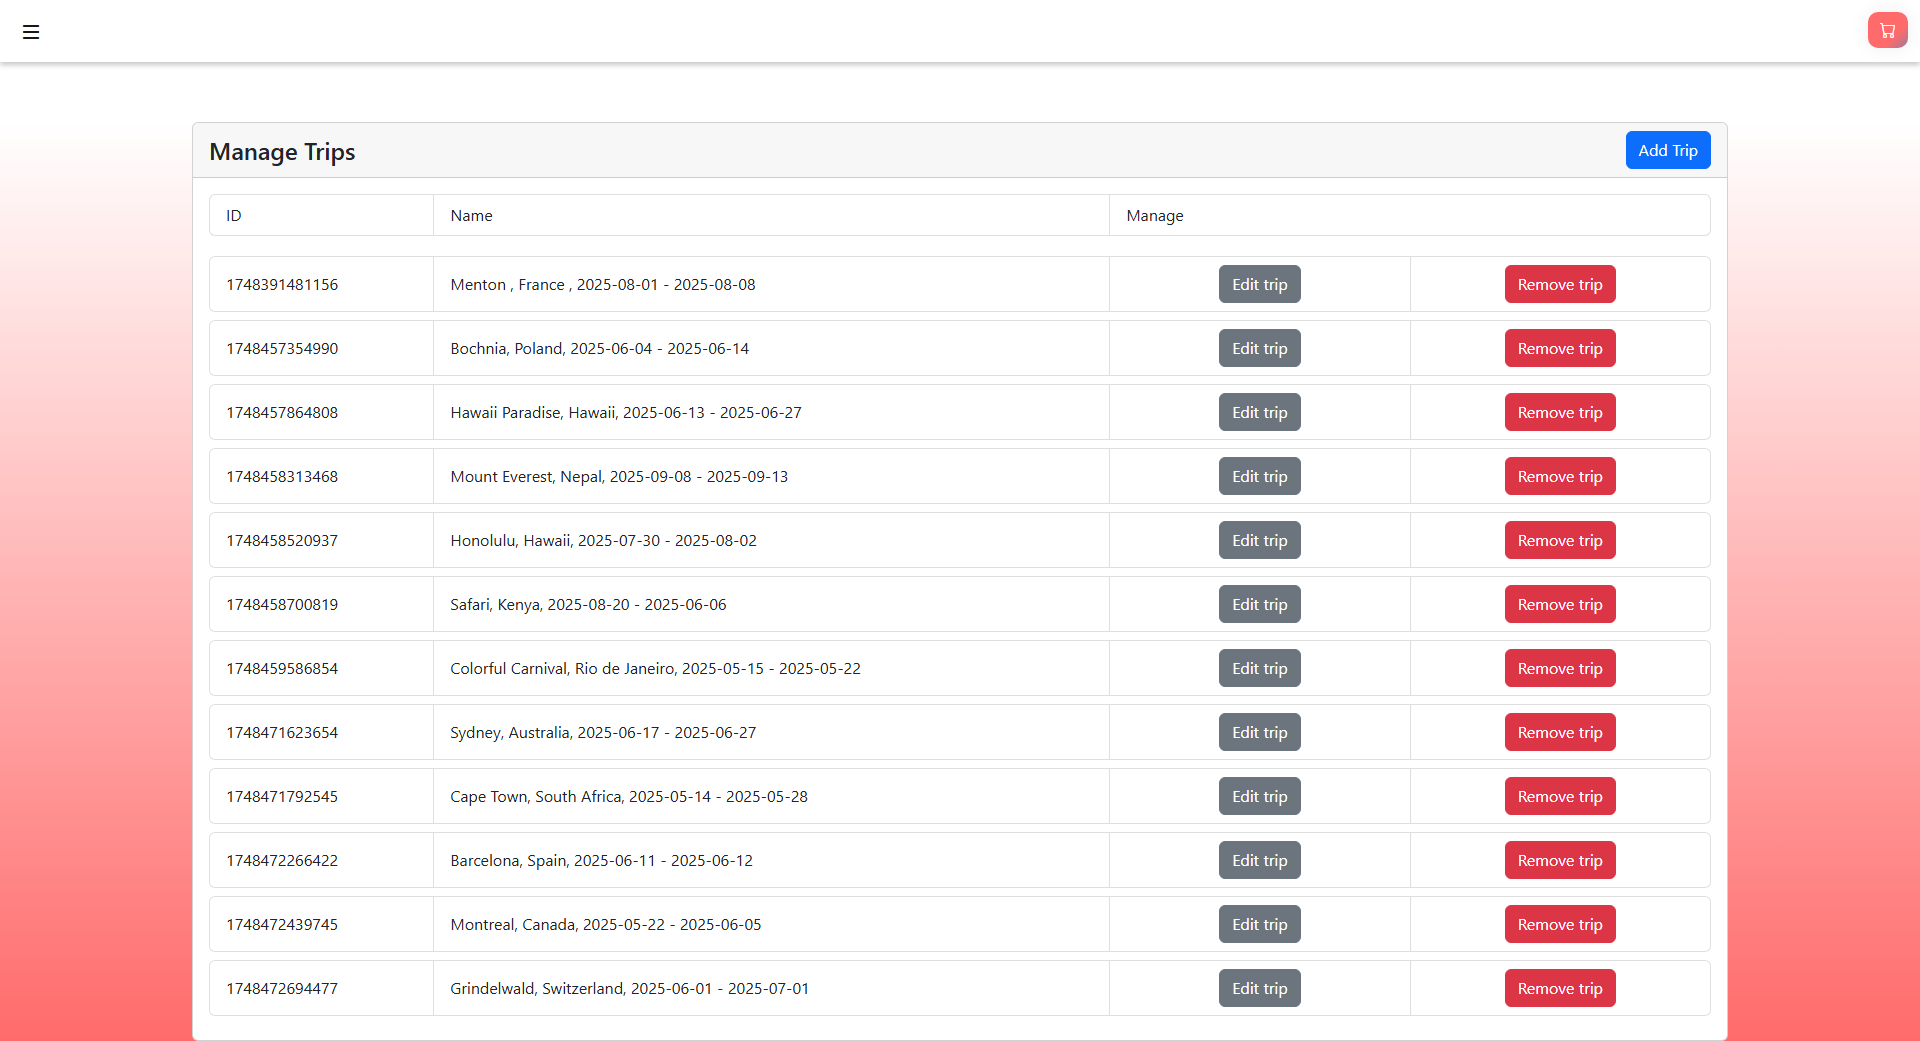 Manage Trips Add Trip
ID Name Manage
1748391481156 Menton , France , 2025-08-01 - 2025-08-08 Edit trip Remove trip
1748457354990 Bochnia, Poland, 2025-06-04 - 2025-06-14 Edit trip Remove trip
1748457864808 Hawaii Paradise, Hawaii, 2025-06-13 - 2025-06-27 Edit trip Remove trip
1748458313468 Mount Everest, Nepal, 2025-09-08 - 2025-09-13 Edit trip Remove trip
1748458520937 Honolulu, Hawaii, 2025-07-30 - 2025-08-02 Edit trip Remove trip
1748458700819 Safari, Kenya, 2025-08-20 - 2025-06-06 Edit trip Remove trip
1748459586854 Colorful Carnival, Rio de Janeiro, 2025-05-15 - 2025-05-22 Edit trip Remove trip
1748471623654 Sydney, Australia, 2025-06-17 - 2025-06-27 Edit trip Remove trip
1748471792545 Cape Town, South Africa, 2025-05-14 - 2025-05-28 Edit trip Remove trip
1748472266422 Barcelona, Spain, 2025-06-11 - 2025-06-12 Edit trip Remove trip
1748472439745 Montreal, Canada, 2025-05-22 - 2025-06-05 Edit trip Remove trip
1748472694477 Grindelwald, Switzerland, 2025-06-01 - 2025-07-01 Edit trip Remove trip